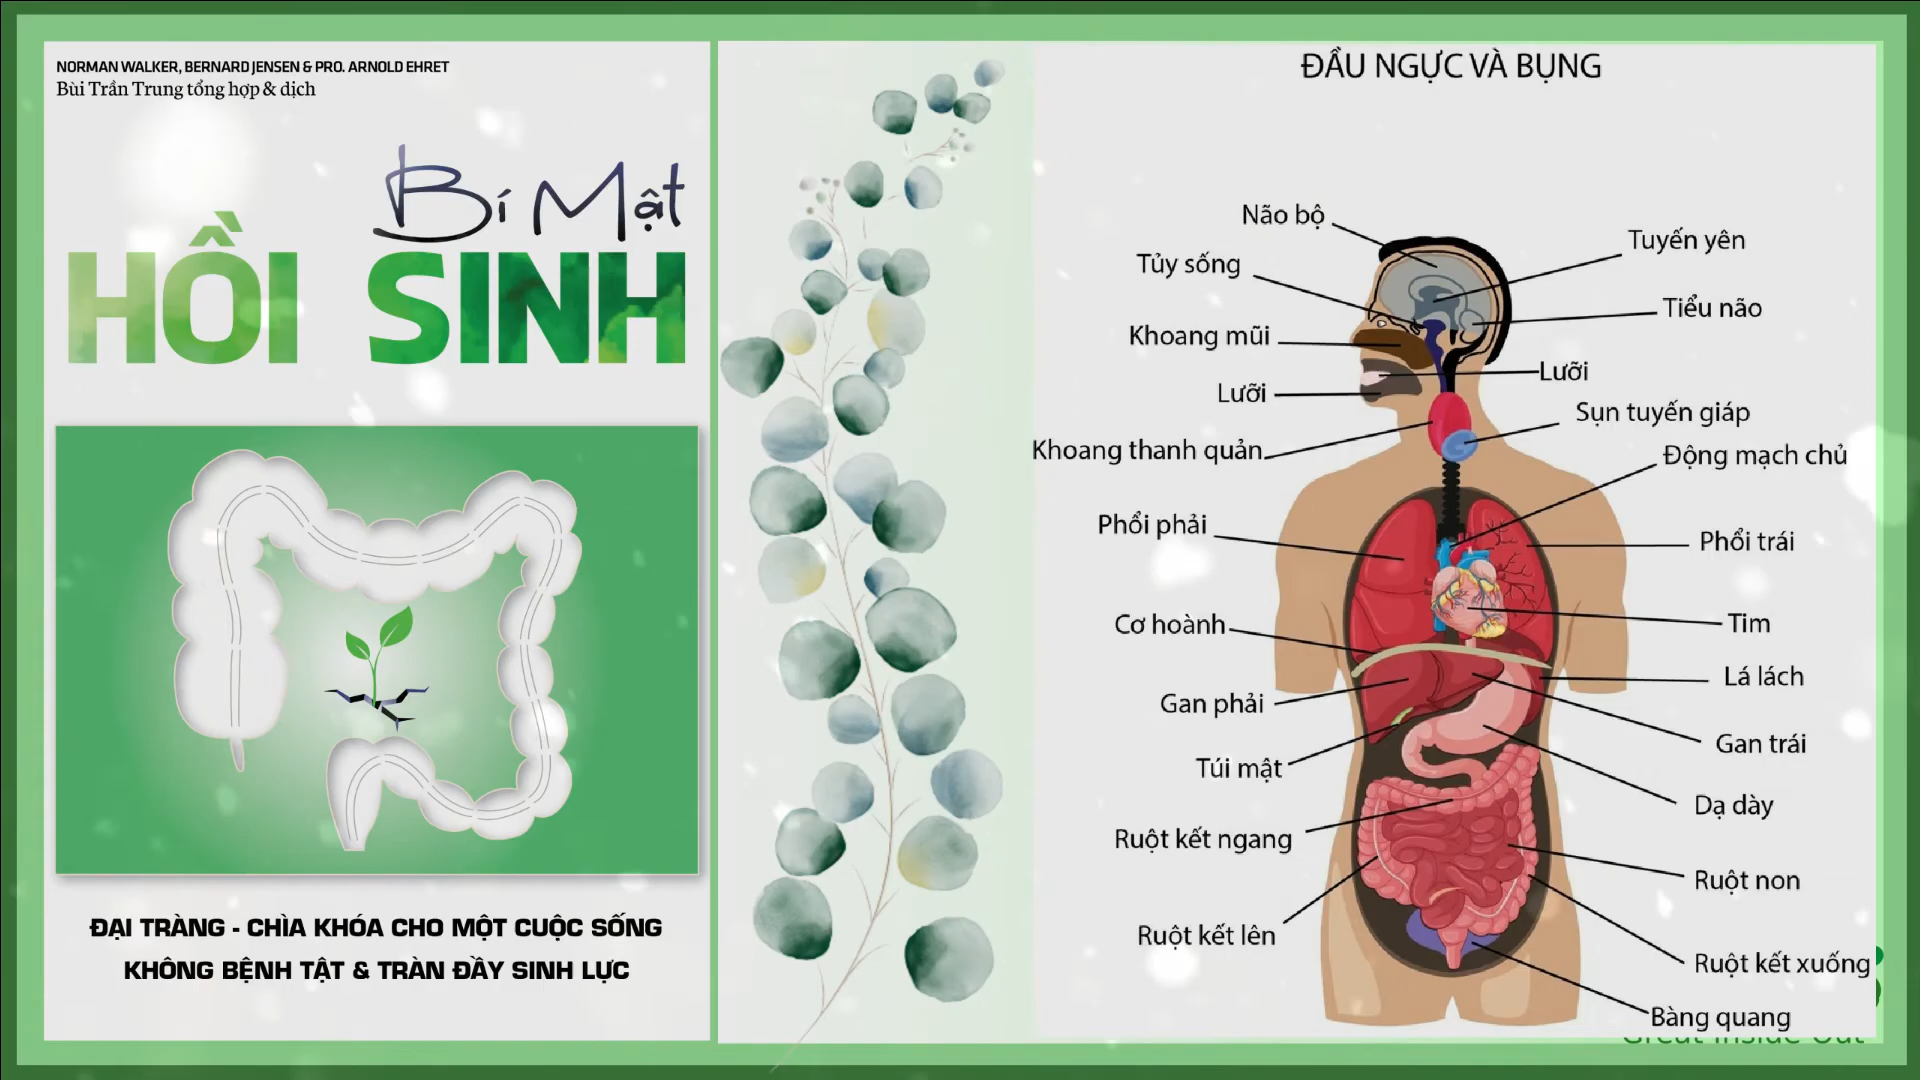 NORMAN WALKER, BERNARD JENSEN & PRO. ARNOLD EHRET
Bùi Trần Trung tổng hợp & dịch
Bí Mật
HỒI SINH
ĐẠI TRÀNG - CHÌA KHÓA CHO MỘT CUỘC SỐNG
KHÔNG BỆNH TẬT & TRÀN ĐẦY SINH LỰC
ĐẦU NGỰC VÀ BỤNG
Não bộ
Tuyến yên
Tủy sống
Tiểu não
Khoang mũi
Lưỡi
Lưỡi
Sụn tuyến giáp
Khoang thanh quản
Động mạch chủ
Phổi phải
Phổi trái
Cơ hoành
Tim
Lá lách
Gan phải
Gan trái
Túi mật
Dạ dày
Ruột kết ngang
Ruột non
Ruột kết lên
Ruột kết xuống
Bàng quang
Great Inside Out